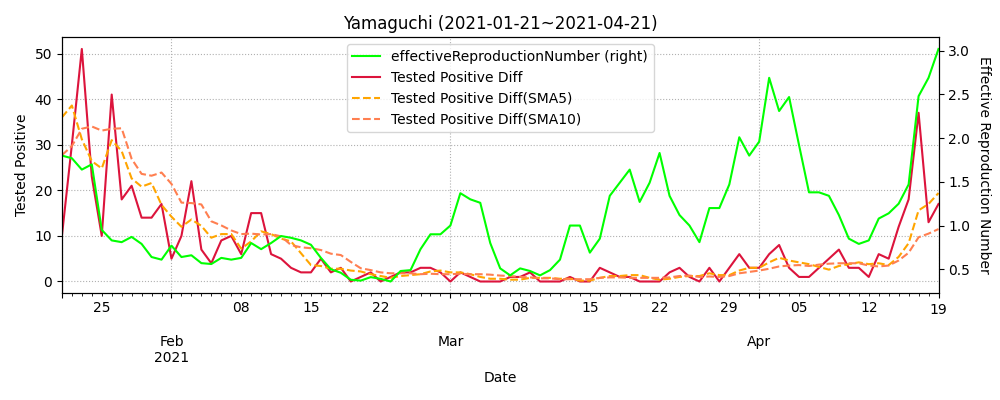 Yamaguchi (2021-01-21~2021-04-21)
effectiveReproductionNumber (right)
Tested Positive Diff
Tested Positive Diff(SMA5)
Tested Positive Diff(SMA10)
Tested Positive
50
40
30
20
10
0
Effective Reproduction Number
3.0
2.5
2.0
1.5
1.0
0.5
25 08 15 22 08 15 22 29 05 12 19
Feb Mar Apr
2021
Date